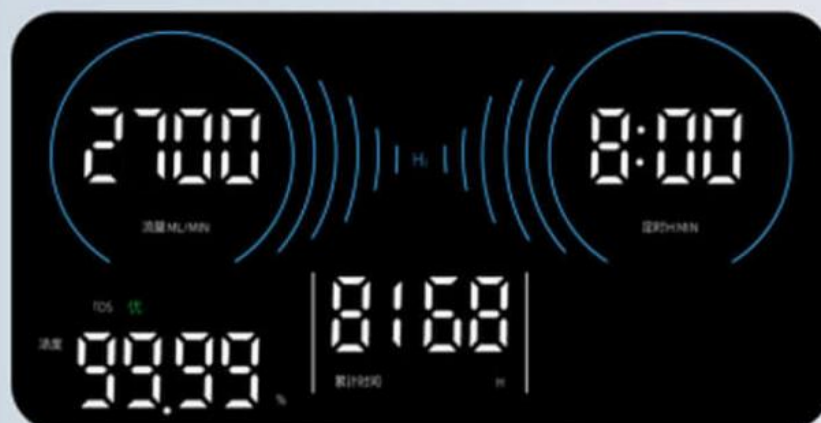 2700
H₂
8:00
流量ML/MIN
定时H:MIN
TDS 优
8168
浓度
99.99 %
累计时间 H